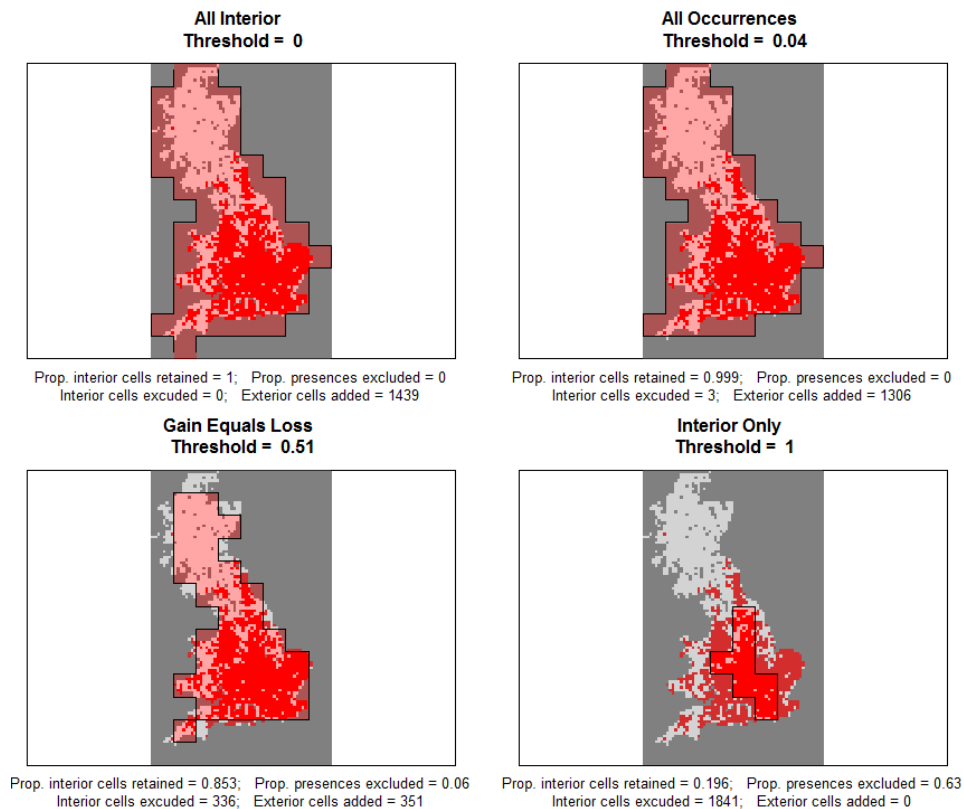 All Interior
Threshold = 0
Prop. interior cells retained = 1; Prop. presences excluded = 0
Interior cells excuded = 0; Exterior cells added = 1439
All Occurrences
Threshold = 0.04
Prop. interior cells retained = 0.999; Prop. presences excluded = 0
Interior cells excuded = 3; Exterior cells added = 1306
Gain Equals Loss
Threshold = 0.51
Prop. interior cells retained = 0.853; Prop. presences excluded = 0.06
Interior cells excuded = 336; Exterior cells added = 351
Interior Only
Threshold = 1
Prop. interior cells retained = 0.196; Prop. presences excluded = 0.63
Interior cells excuded = 1841; Exterior cells added = 0